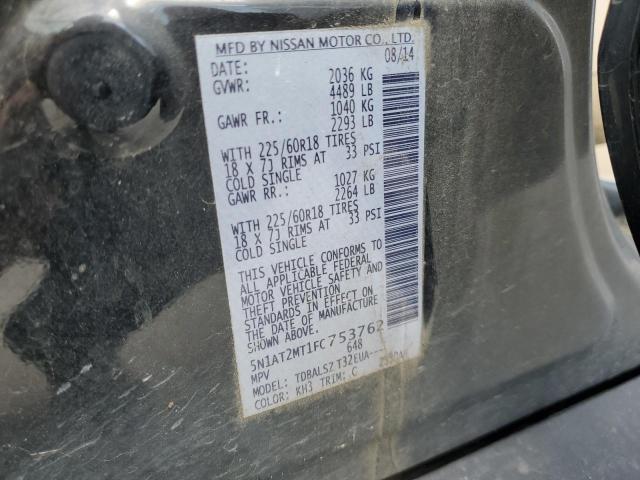 MFD BY NISSAN MOTOR CO., LTD.
DATE: 08/14
GVWR: 2036 KG
4489 LB
GAWR FR.: 1040 KG
2293 LB
WITH 225/60R18 TIRES
18 X 7J RIMS AT 33 PSI
COLD SINGLE
GAWR RR.: 1027 KG
2264 LB
WITH 225/60R18 TIRES
18 X 7J RIMS AT 33 PSI
COLD SINGLE
THIS VEHICLE CONFORMS TO
ALL APPLICABLE FEDERAL
MOTOR VEHICLE SAFETY AND
THEFT PREVENTION
STANDARDS IN EFFECT ON
THE DATE OF MANUFACTURE
SHOWN ABOVE.
5N1AT2MT1FC753762
MPV 648
MODEL: TDBALSZ T32EUA---
COLOR: KH3 TRIM: C